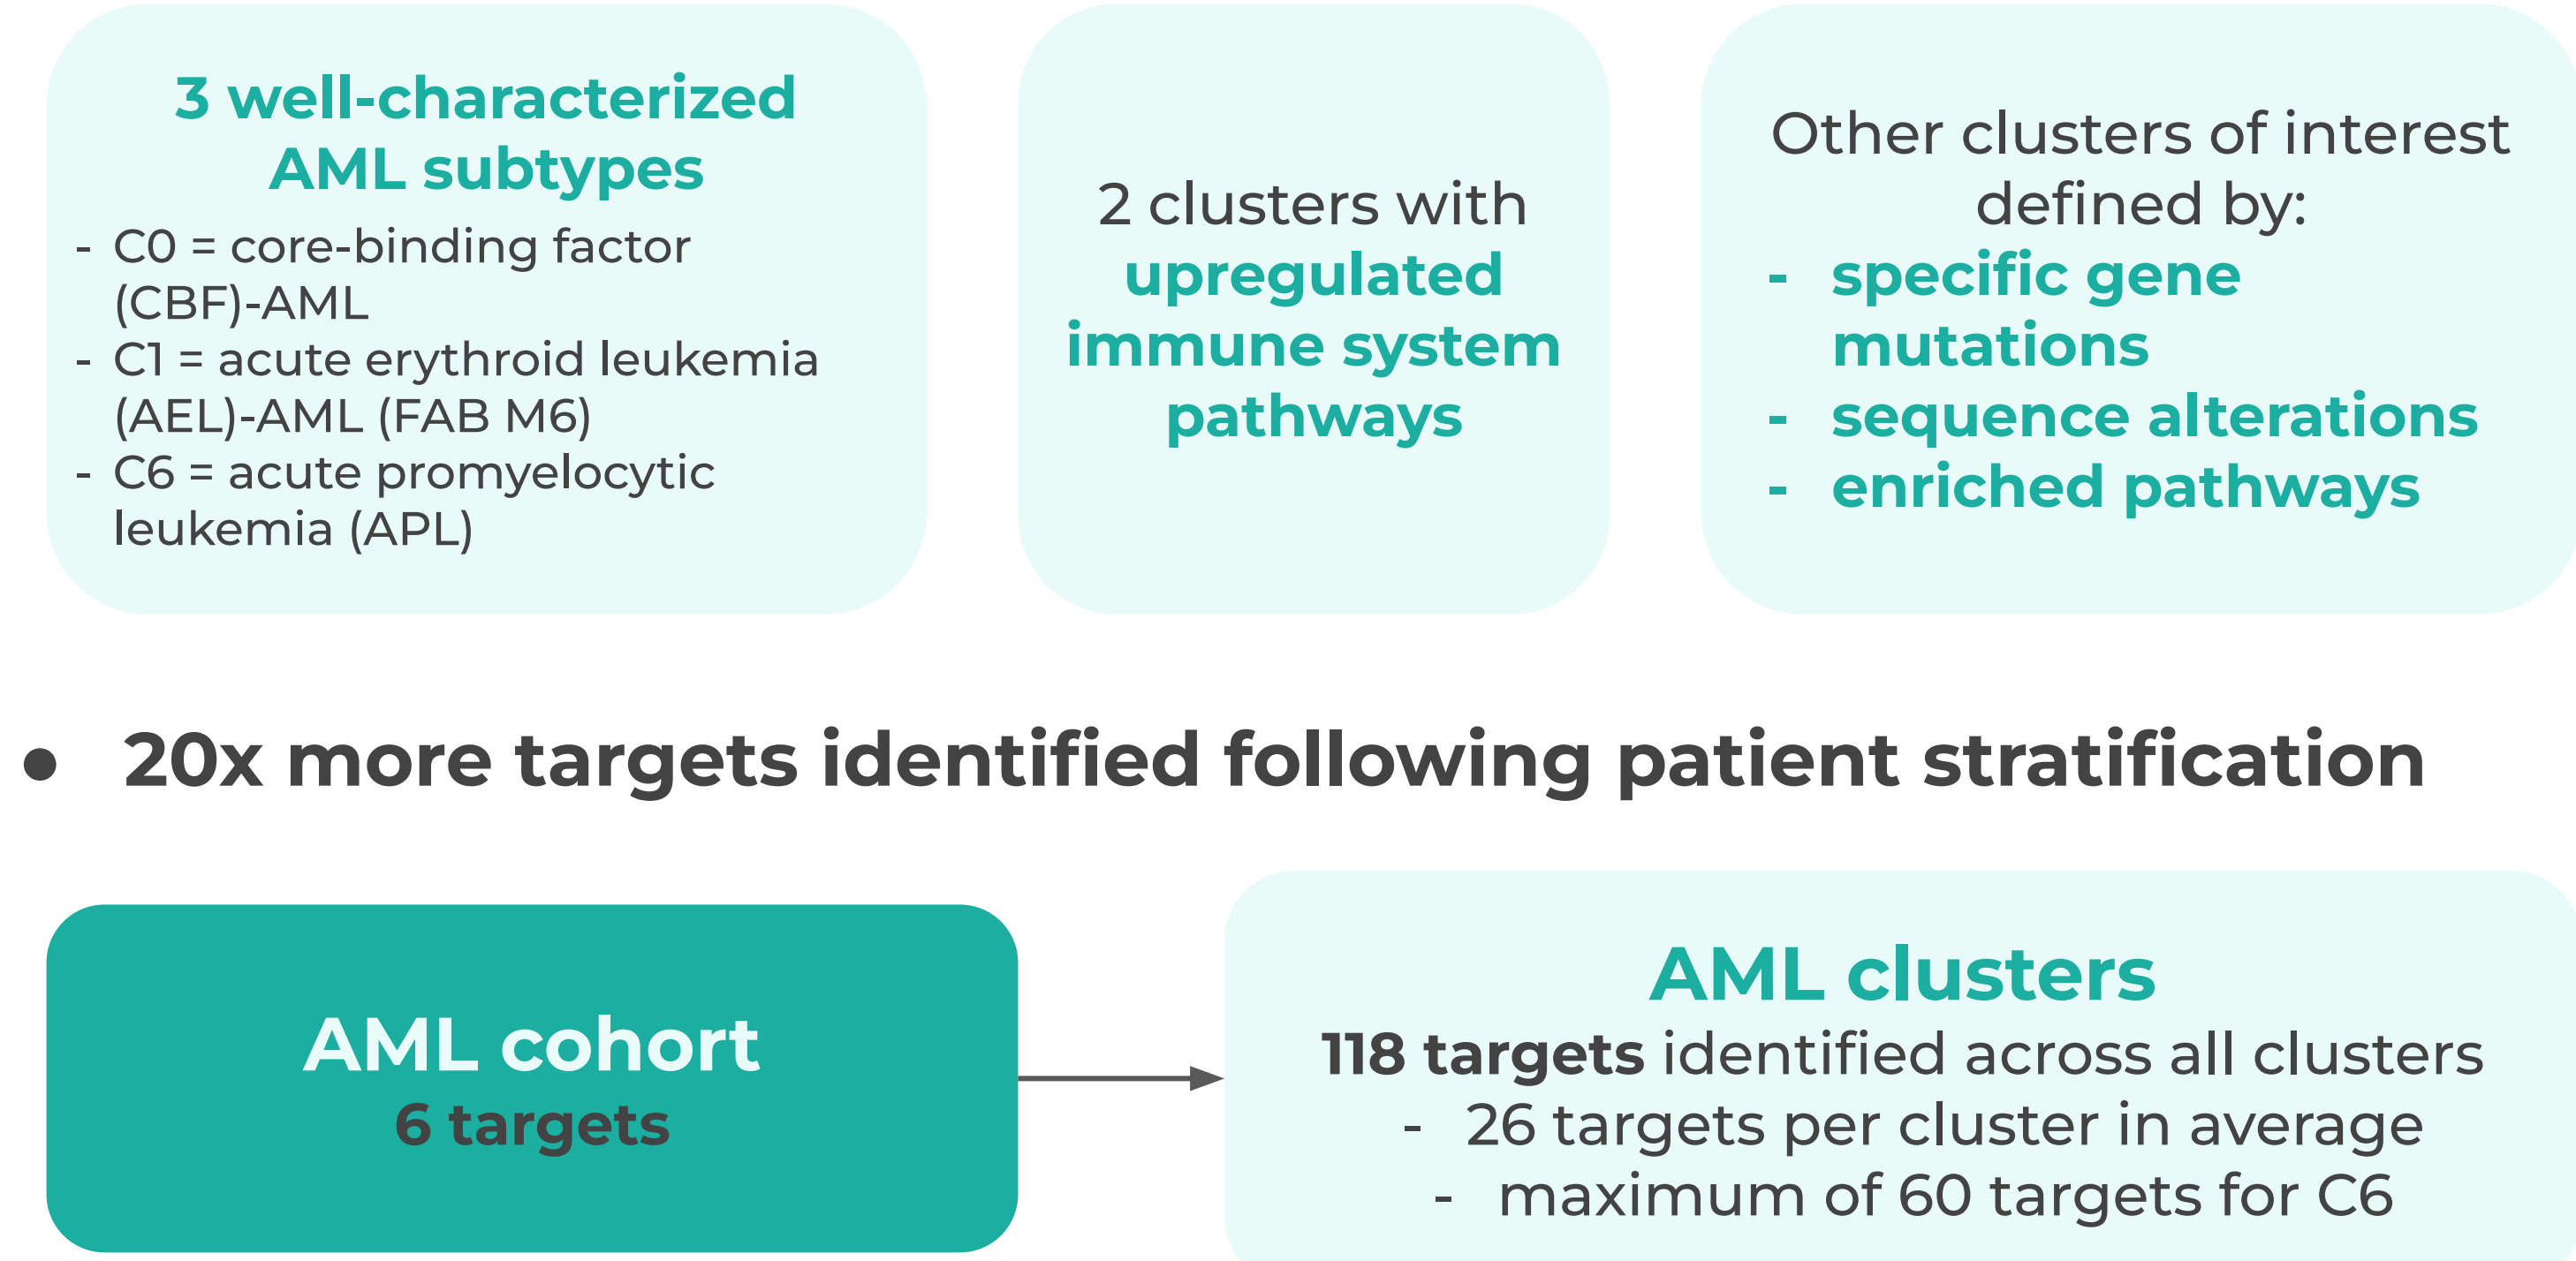 3 well-characterized
AML subtypes
- C0 = core-binding factor
(CBF)-AML
- C1 = acute erythroid leukemia
(AEL)-AML (FAB M6)
- C6 = acute promyelocytic
leukemia (APL)
2 clusters with
upregulated
immune system
pathways
Other clusters of interest
defined by:
- specific gene
mutations
- sequence alterations
- enriched pathways
● 20x more targets identified following patient stratification
AML cohort
6 targets
AML clusters
118 targets identified across all clusters
- 26 targets per cluster in average
- maximum of 60 targets for C6